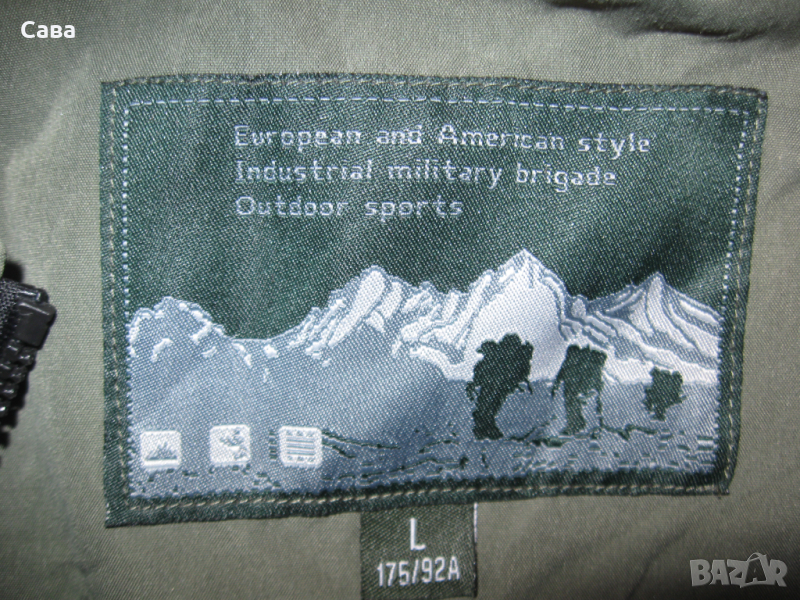 Сава
European and American style
Industrial military brigade
Outdoor sports
L
175/92A
BAZAR